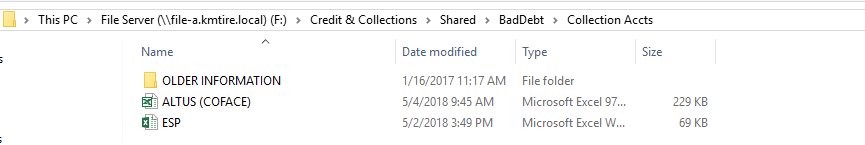 This PC > File Server (\\file-a.kmtire.local) (F:) > Credit & Collections > Shared > BadDebt > Collection Accts
Name Date modified Type Size
OLDER INFORMATION 1/16/2017 11:17 AM File folder
ALTUS (COFACE) 5/4/2018 9:45 AM Microsoft Excel 97... 229 KB
ESP 5/2/2018 3:49 PM Microsoft Excel W... 69 KB